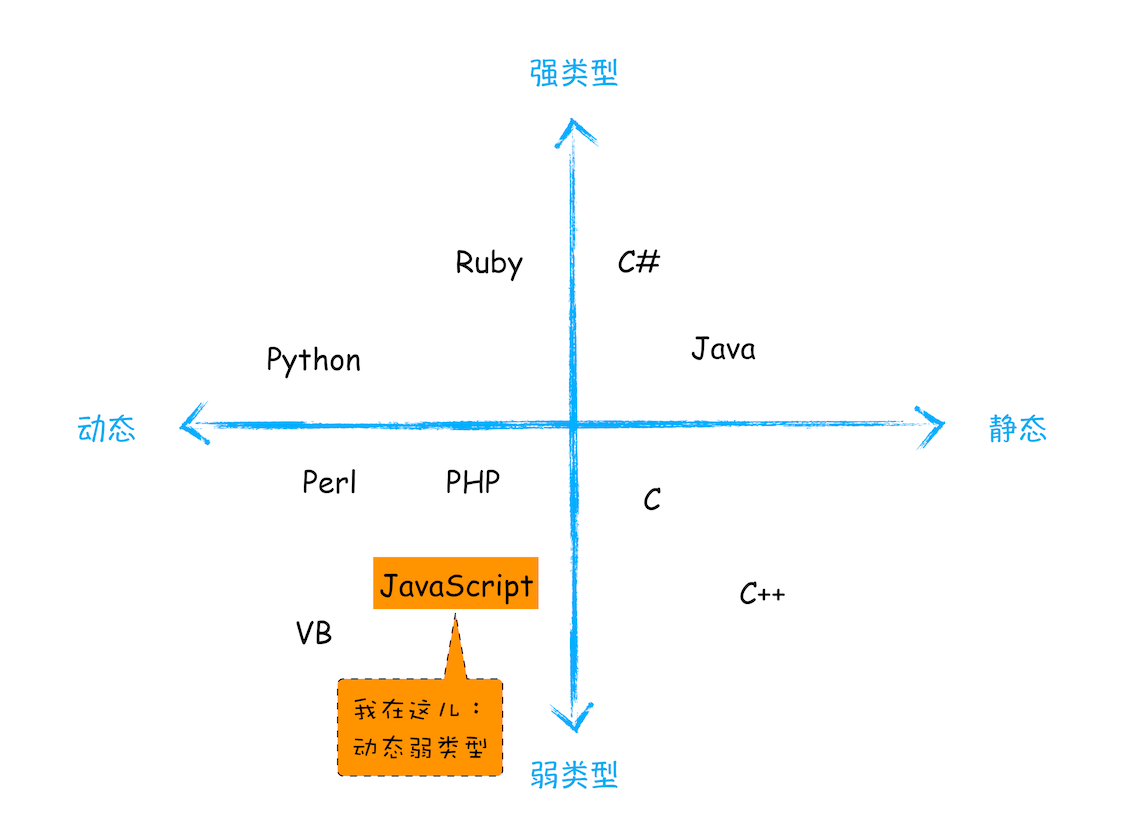 强类型
Ruby
C#
Java
Python
动态
静态
Perl
PHP
C
JavaScript
C++
VB
我在这儿：
动态弱类型
弱类型